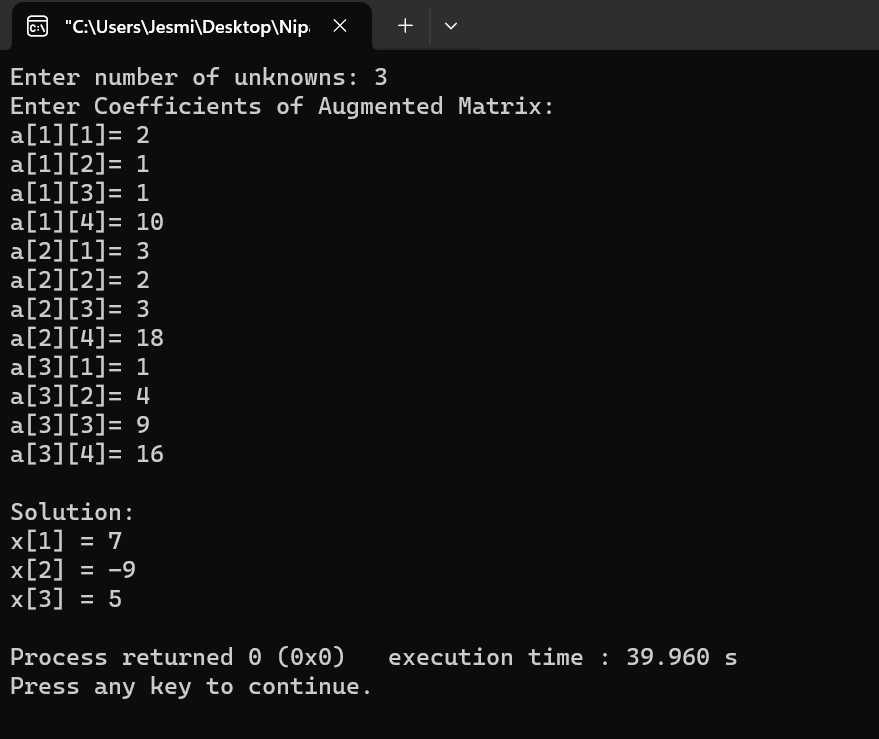 "C:\Users\Jesmi\Desktop\Nip
Enter number of unknowns: 3
Enter Coefficients of Augmented Matrix:
a[1][1]= 2
a[1][2]= 1
a[1][3]= 1
a[1][4]= 10
a[2][1]= 3
a[2][2]= 2
a[2][3]= 3
a[2][4]= 18
a[3][1]= 1
a[3][2]= 4
a[3][3]= 9
a[3][4]= 16
Solution:
x[1] = 7
x[2] = -9
x[3] = 5
Process returned 0 (0x0)   execution time : 39.960 s
Press any key to continue.